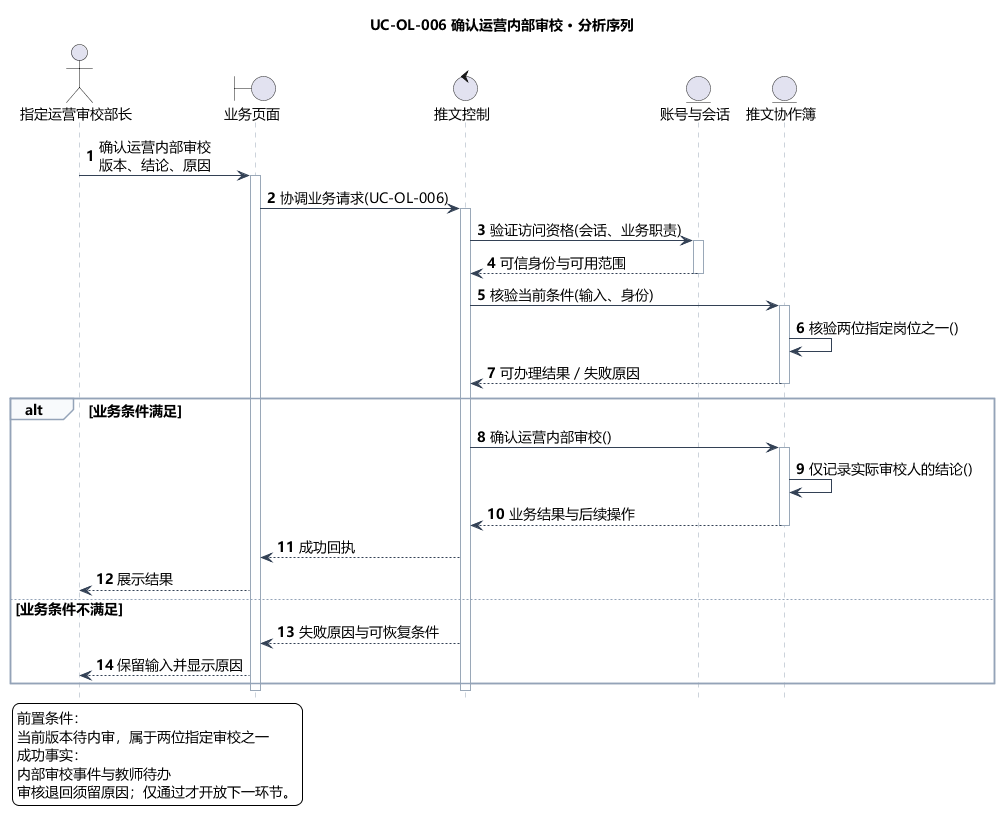 UC-OL-006 确认运营内部审校 • 分析序列
指定运营审校部长
业务页面
推文控制
账号与会话
推文协作簿
1 确认运营内部审校
版本、结论、原因
2 协调业务请求(UC-OL-006)
3 验证访问资格(会话、业务职责)
4 可信身份与可用范围
5 核验当前条件(输入、身份)
6 核验两位指定岗位之一()
7 可办理结果 / 失败原因
alt [业务条件满足]
8 确认运营内部审校()
9 仅记录实际审校人的结论()
10 业务结果与后续操作
11 成功回执
12 展示结果
[业务条件不满足]
13 失败原因与可恢复条件
14 保留输入并显示原因
前置条件：
当前版本待内审，属于两位指定审校之一
成功事实：
内部审校事件与教师待办
审核退回须留原因；仅通过才开放下一环节。